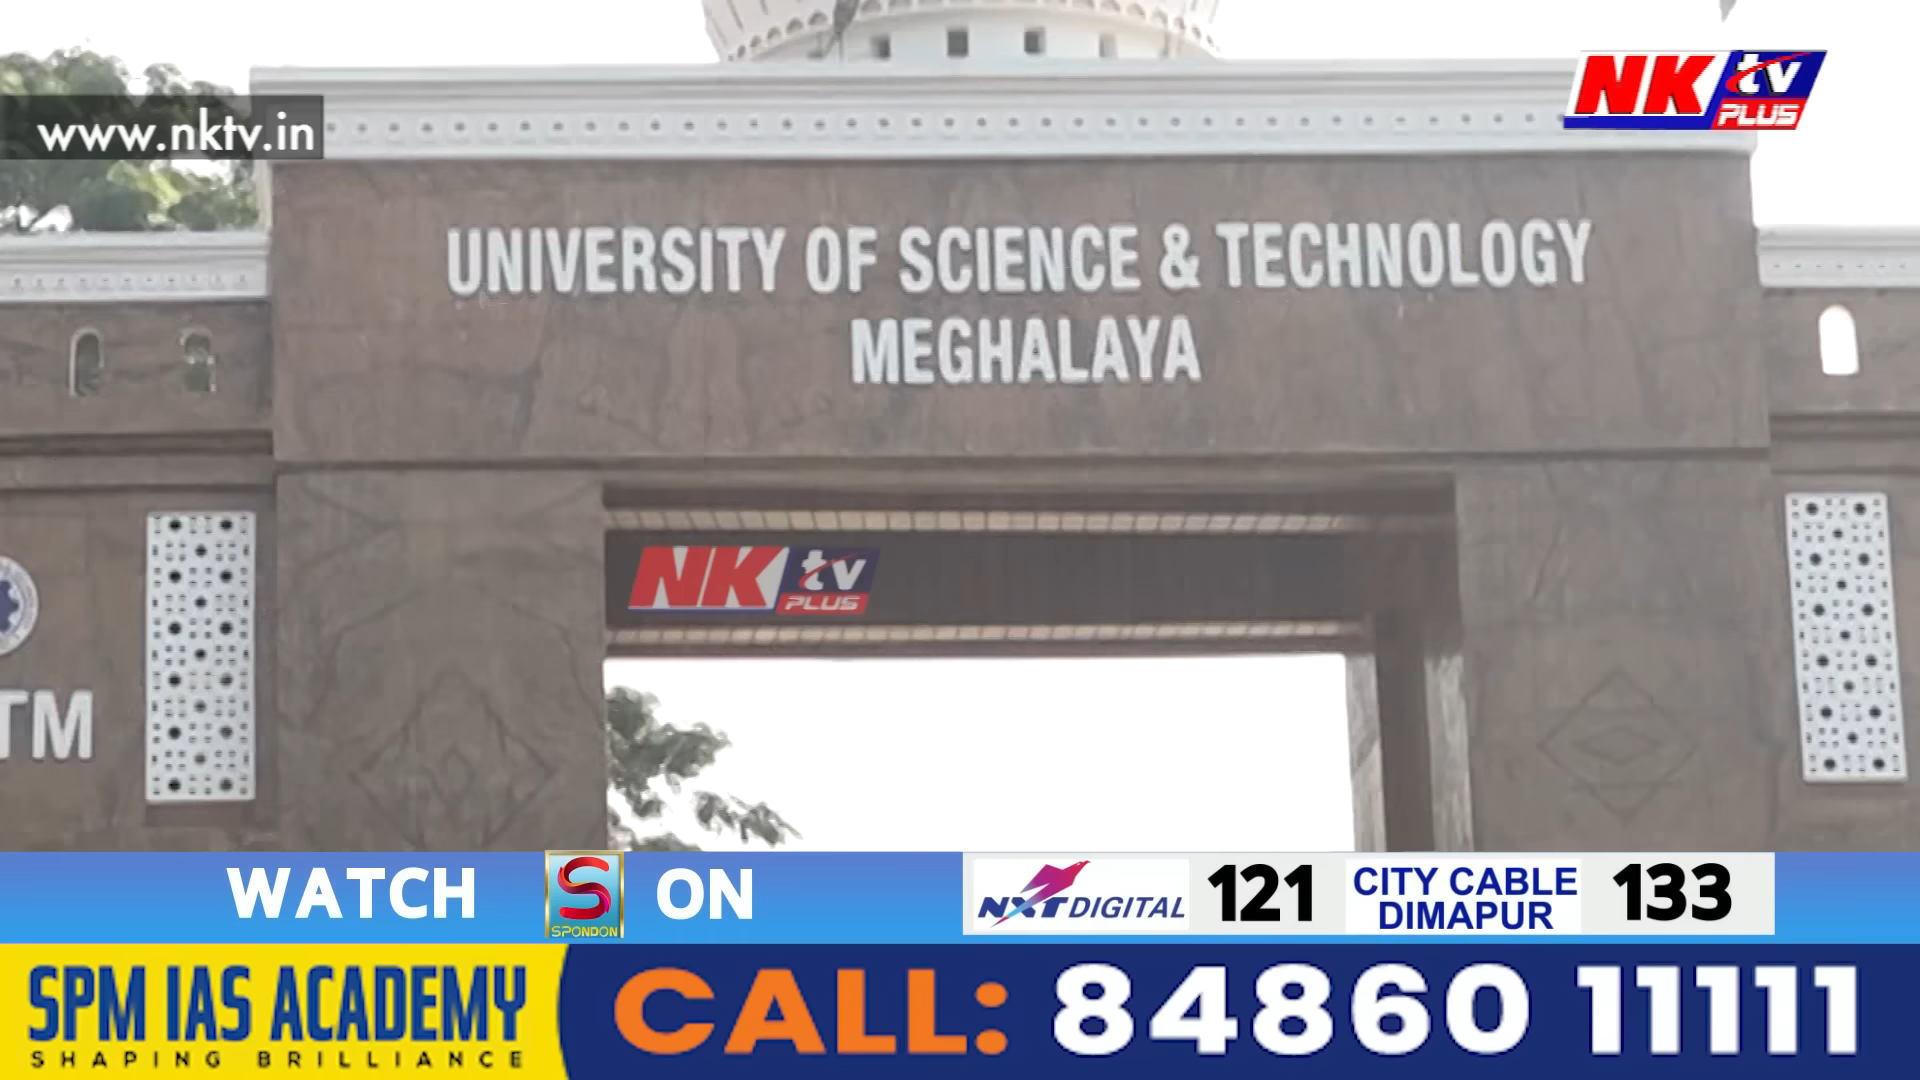 www.nktv.in
NK tv PLUS
UNIVERSITY OF SCIENCE & TECHNOLOGY
MEGHALAYA
NK tv PLUS
TM
WATCH S SPONDON ON NXT DIGITAL 121 CITY CABLE DIMAPUR 133
SPM IAS ACADEMY
SHAPING BRILLIANCE
CALL: 84860 11111